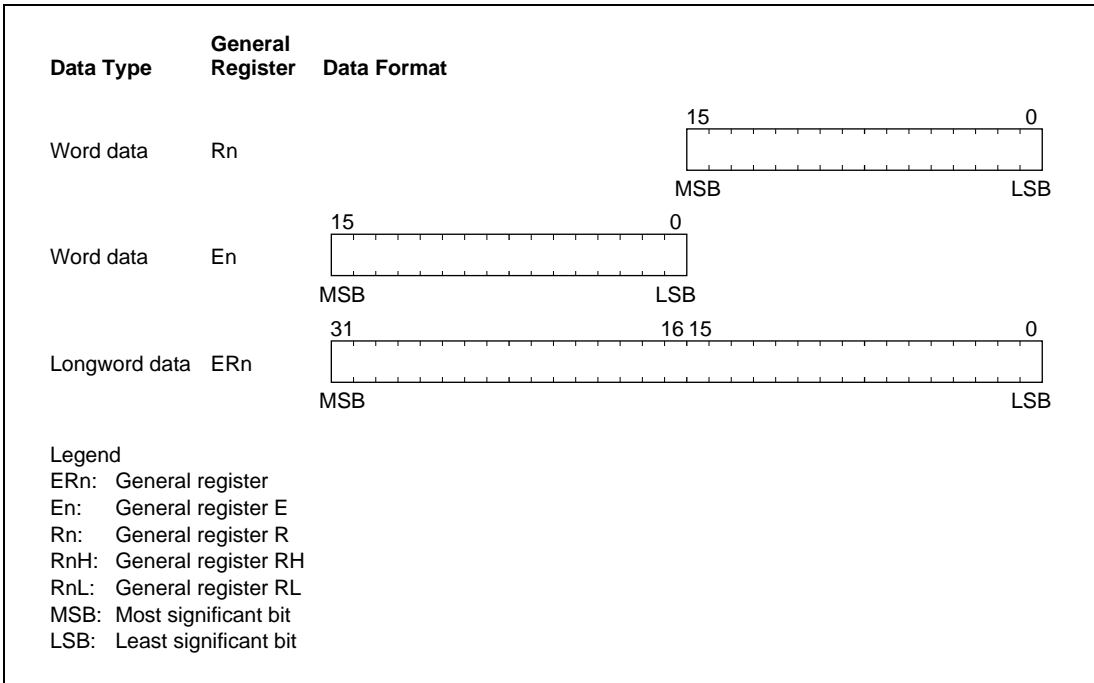 General
Data Type Register Data Format
15 0
Word data Rn
MSB LSB
15 0
Word data En
MSB LSB
31 16 15 0
Longword data ERn
MSB LSB
Legend
ERn: General register
En: General register E
Rn: General register R
RnH: General register RH
RnL: General register RL
MSB: Most significant bit
LSB: Least significant bit